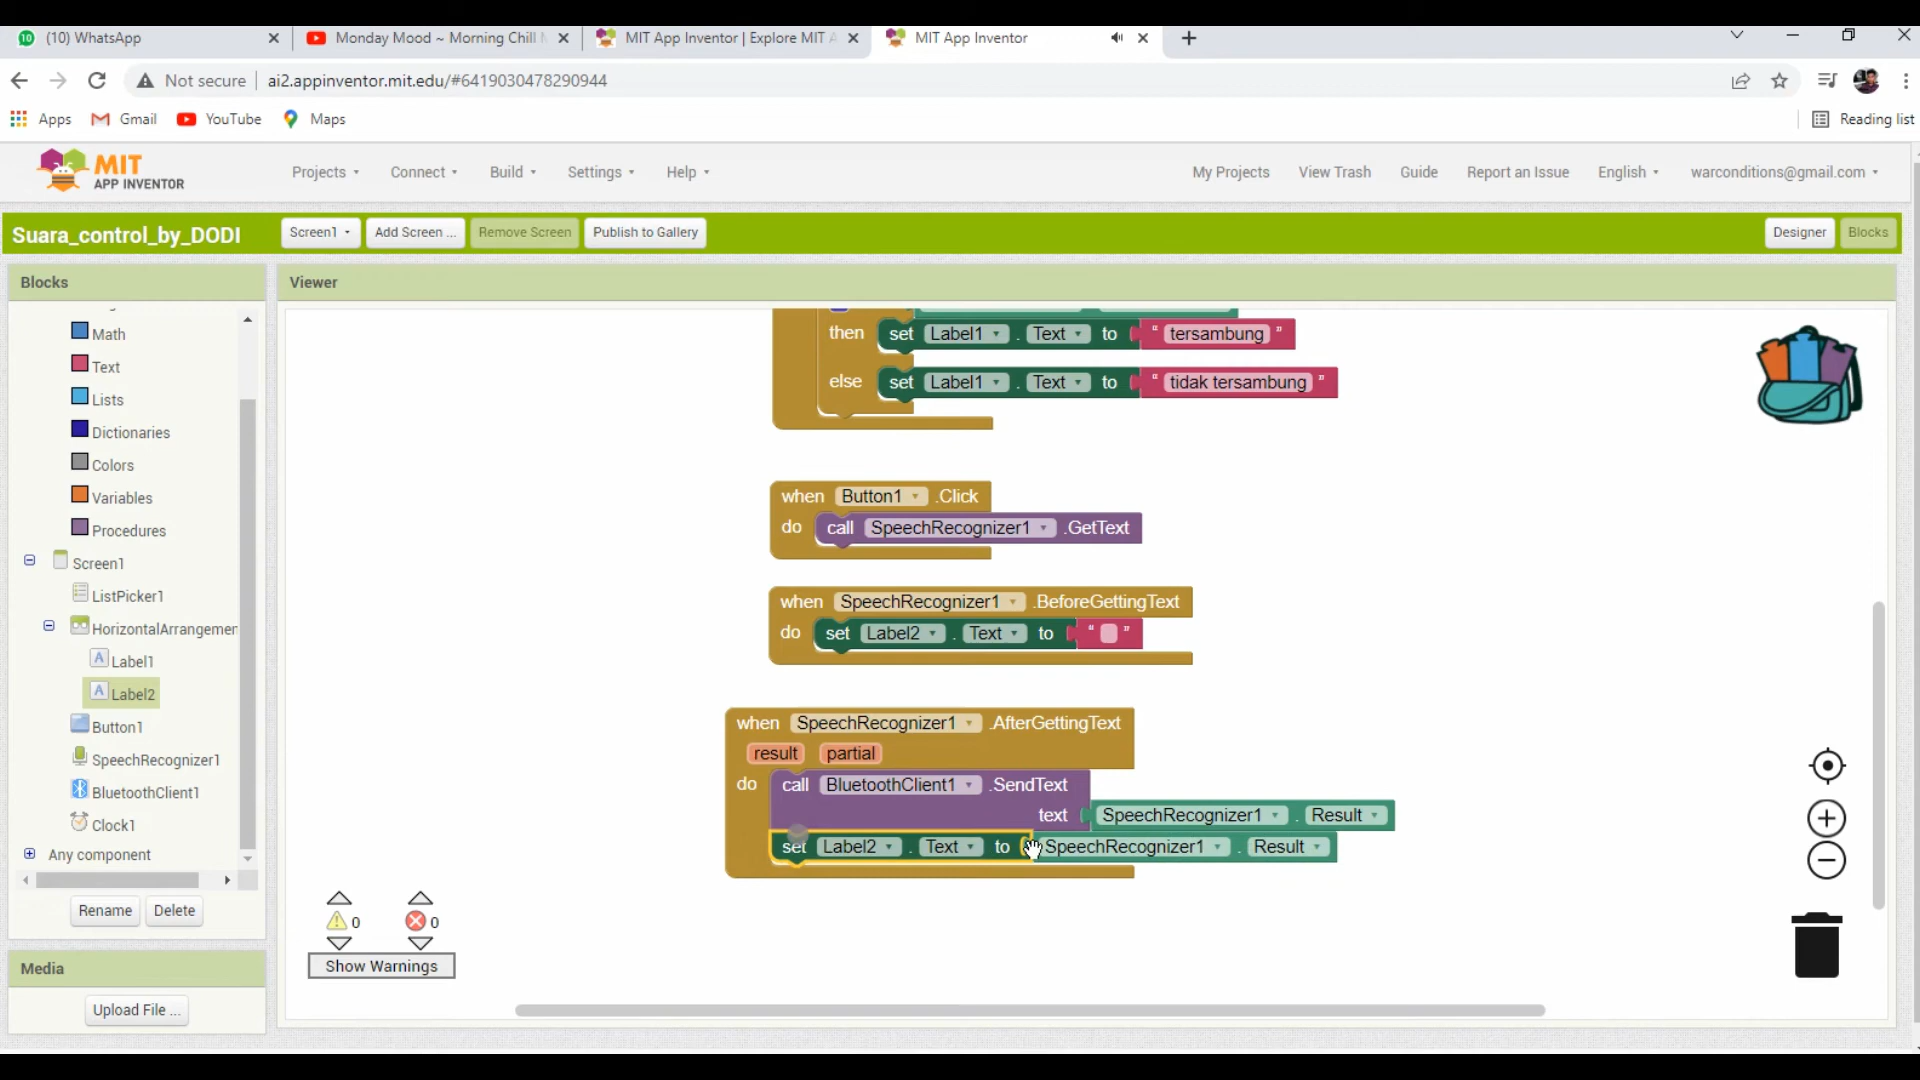 10 (10) WhatsApp
Monday Mood ~ Morning Chill
MIT App Inventor | Explore MIT A
MIT App Inventor
Not secure ai2.appinventor.mit.edu/#6419030478290944
Apps Gmail YouTube Maps Reading list
MIT
APP INVENTOR
Projects Connect Build Settings Help My Projects View Trash Guide Report an Issue English warconditions@gmail.com
Suara_control_by_DODI Screen1 Add Screen ... Remove Screen Publish to Gallery Designer Blocks
Blocks
Viewer
Math
Text
Lists
Dictionaries
Colors
Variables
Procedures
Screen1
ListPicker1
HorizontalArrangemen
Label1
Label2
Button1
SpeechRecognizer1
BluetoothClient1
Clock1
Any component
Rename Delete
Media
Upload File ...
then set Label1 . Text to " tersambung "
else set Label1 . Text to " tidak tersambung "
when Button1 .Click
do call SpeechRecognizer1 .GetText
when SpeechRecognizer1 .BeforeGettingText
do set Label2 . Text to " "
when SpeechRecognizer1 .AfterGettingText
result partial
do call BluetoothClient1 .SendText
text SpeechRecognizer1 . Result
set Label2 . Text to SpeechRecognizer1 . Result
0 0
Show Warnings